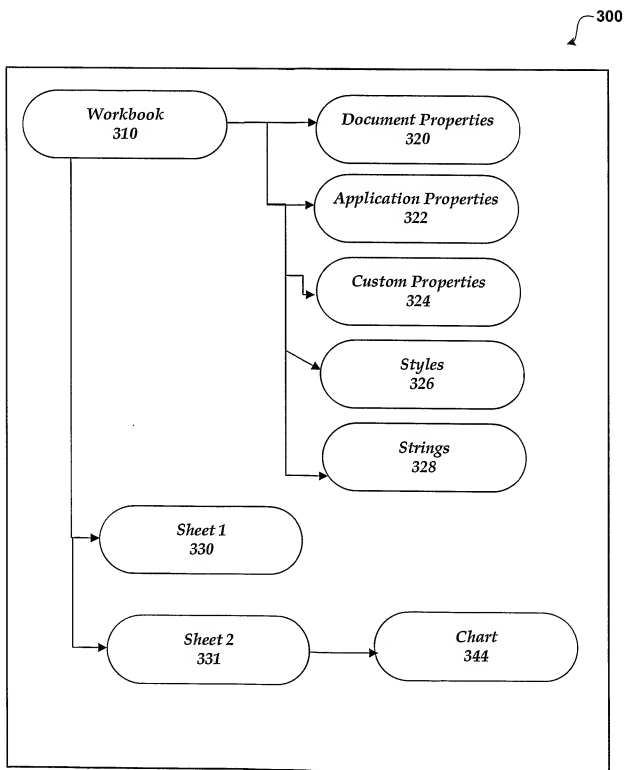 300
Workbook
310
Document Properties
320
Application Properties
322
Custom Properties
324
Styles
326
Strings
328
Sheet 1
330
Sheet 2
331
Chart
344